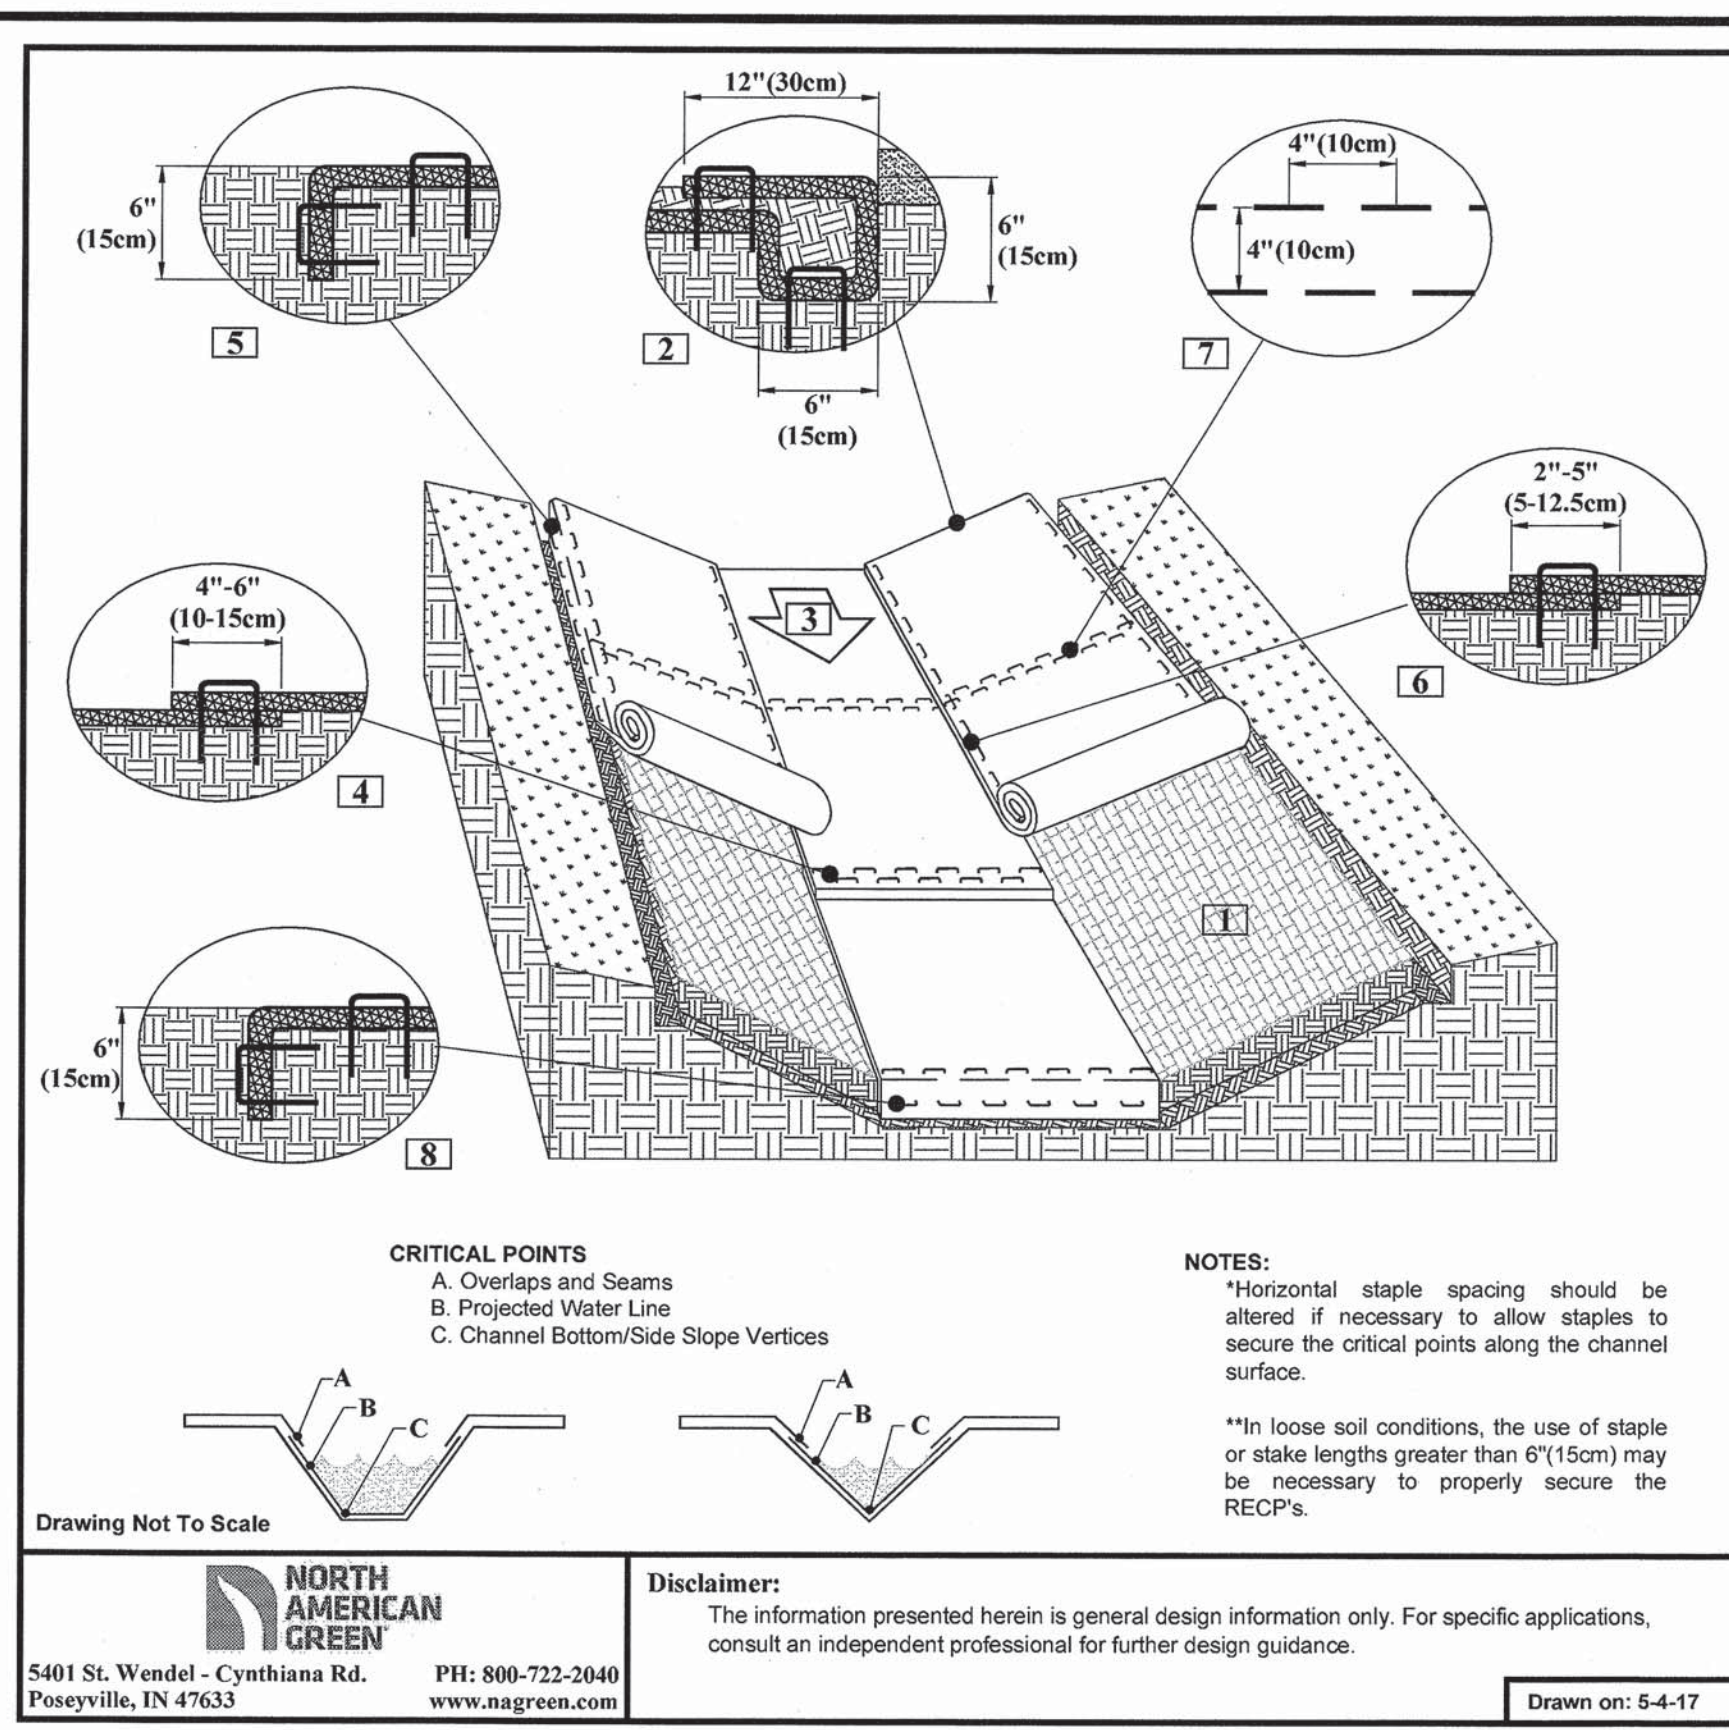 12"(30cm)
6"
(15cm)
5
6"
(15cm)
2
6"
(15cm)
4"(10cm)
4"(10cm)
7
2"-5"
(5-12.5cm)
6
4"-6"
(10-15cm)
4
3
1
6"
(15cm)
8
CRITICAL POINTS
A. Overlaps and Seams
B. Projected Water Line
C. Channel Bottom/Side Slope Vertices
A
B
C
A
B
C
NOTES:
*Horizontal staple spacing should be
altered if necessary to allow staples to
secure the critical points along the channel
surface.
**In loose soil conditions, the use of staple
or stake lengths greater than 6"(15cm) may
be necessary to properly secure the
RECP's.
Drawing Not To Scale
NORTH
AMERICAN
GREEN
5401 St. Wendel - Cynthiana Rd.
Poseyville, IN 47633
PH: 800-722-2040
www.nagreen.com
Disclaimer:
The information presented herein is general design information only. For specific applications,
consult an independent professional for further design guidance.
Drawn on: 5-4-17